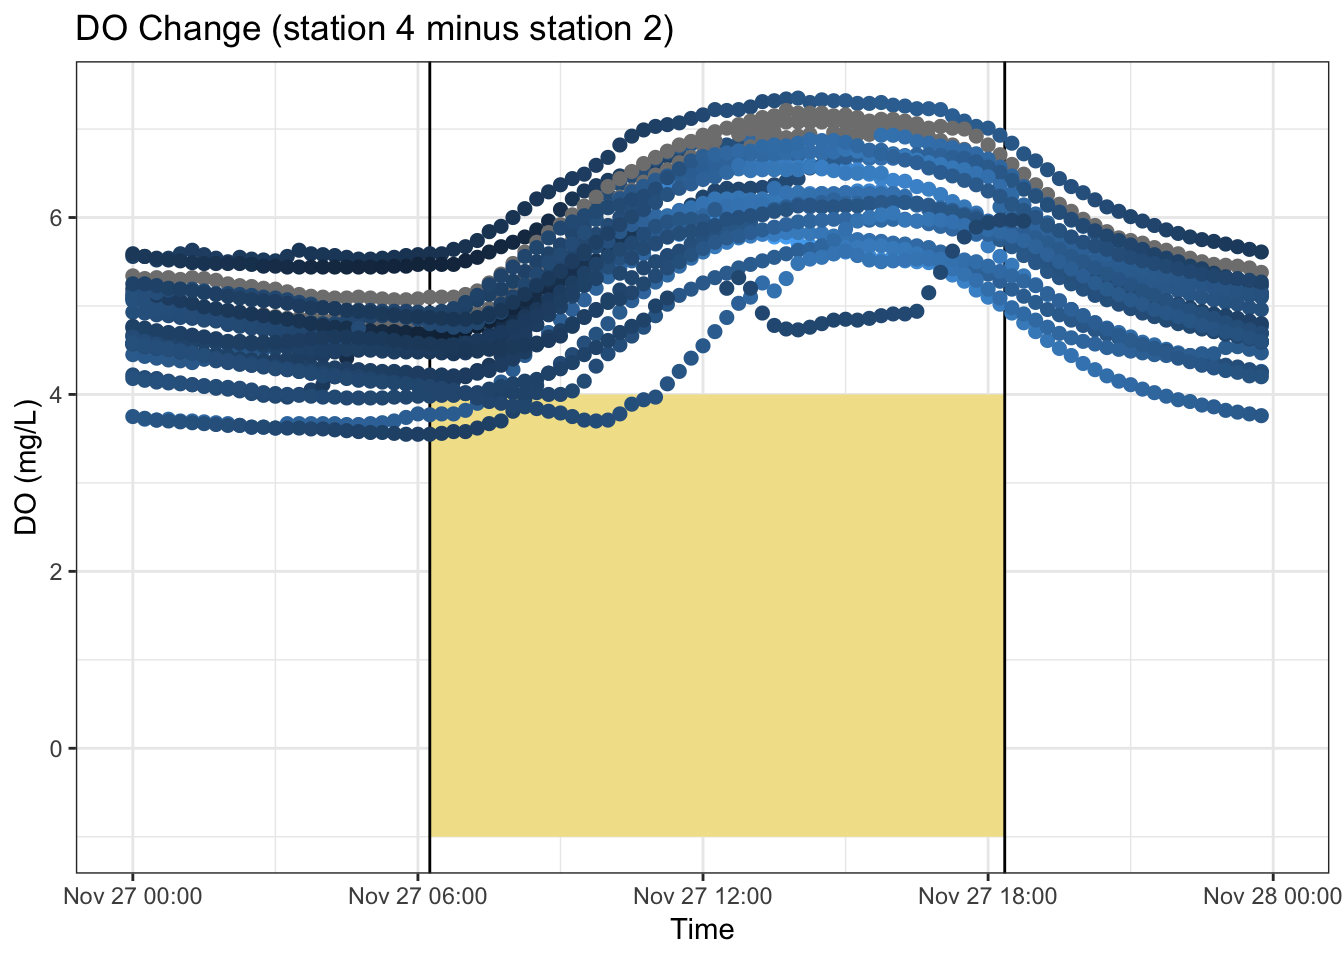 DO Change (station 4 minus station 2)
DO (mg/L)
6
4
2
0
Nov 27 00:00
Nov 27 06:00
Nov 27 12:00
Nov 27 18:00
Nov 28 00:00
Time